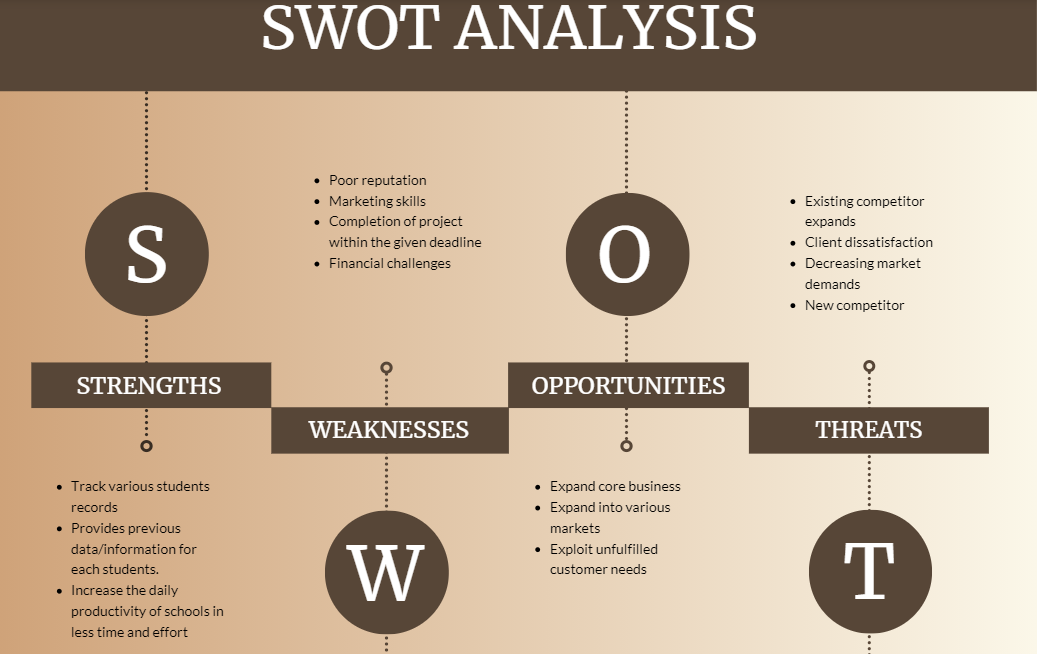 SWOT ANALYSIS
S
STRENGTHS
• Track various students
records
• Provides previous
data/information for
each students.
• Increase the daily
productivity of schools in
less time and effort
• Poor reputation
• Marketing skills
• Completion of project
within the given deadline
• Financial challenges
WEAKNESSES
W
O
OPPORTUNITIES
• Expand core business
• Expand into various
markets
• Exploit unfulfilled
customer needs
• Existing competitor
expands
• Client dissatisfaction
• Decreasing market
demands
• New competitor
THREATS
T